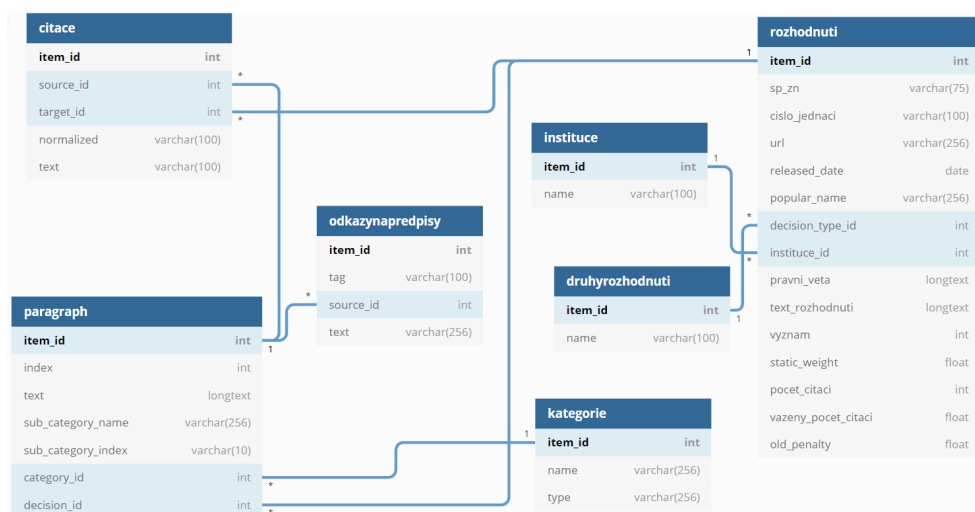 citace
item_id int
source_id int
target_id int
normalized varchar(100)
text varchar(100)
*
*
rozhodnuti
1
item_id int
sp_zn varchar(75)
cislo_jednaci varchar(100)
url varchar(256)
released_date date
popular_name varchar(256)
*
decision_type_id int
instituce_id int
*
pravni_veta longtext
text_rozhodnuti longtext
vyznam int
static_weight float
pocet_citaci int
vazeny_pocet_citaci float
old_penalty float
instituce
item_id int
1
name varchar(100)
odkazynapredpisy
item_id int
tag varchar(100)
*
source_id int
text varchar(256)
druhyrozhodnuti
item_id int
1
name varchar(100)
paragraph
item_id int
1
index int
text longtext
sub_category_name varchar(256)
sub_category_index varchar(10)
category_id int
*
decision_id int
*
kategorie
1
item_id int
name varchar(256)
type varchar(256)